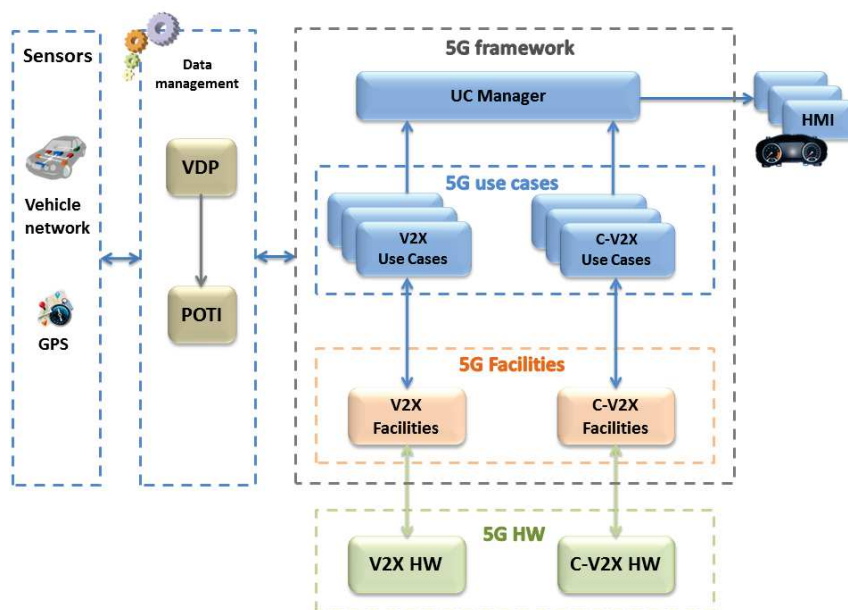 Sensors
Vehicle
network
GPS
Data
management
VDP
POTI
5G framework
UC Manager
HMI
5G use cases
V2X
Use Cases
C-V2X
Use Cases
5G Facilities
V2X
Facilities
C-V2X
Facilities
5G HW
V2X HW
C-V2X HW